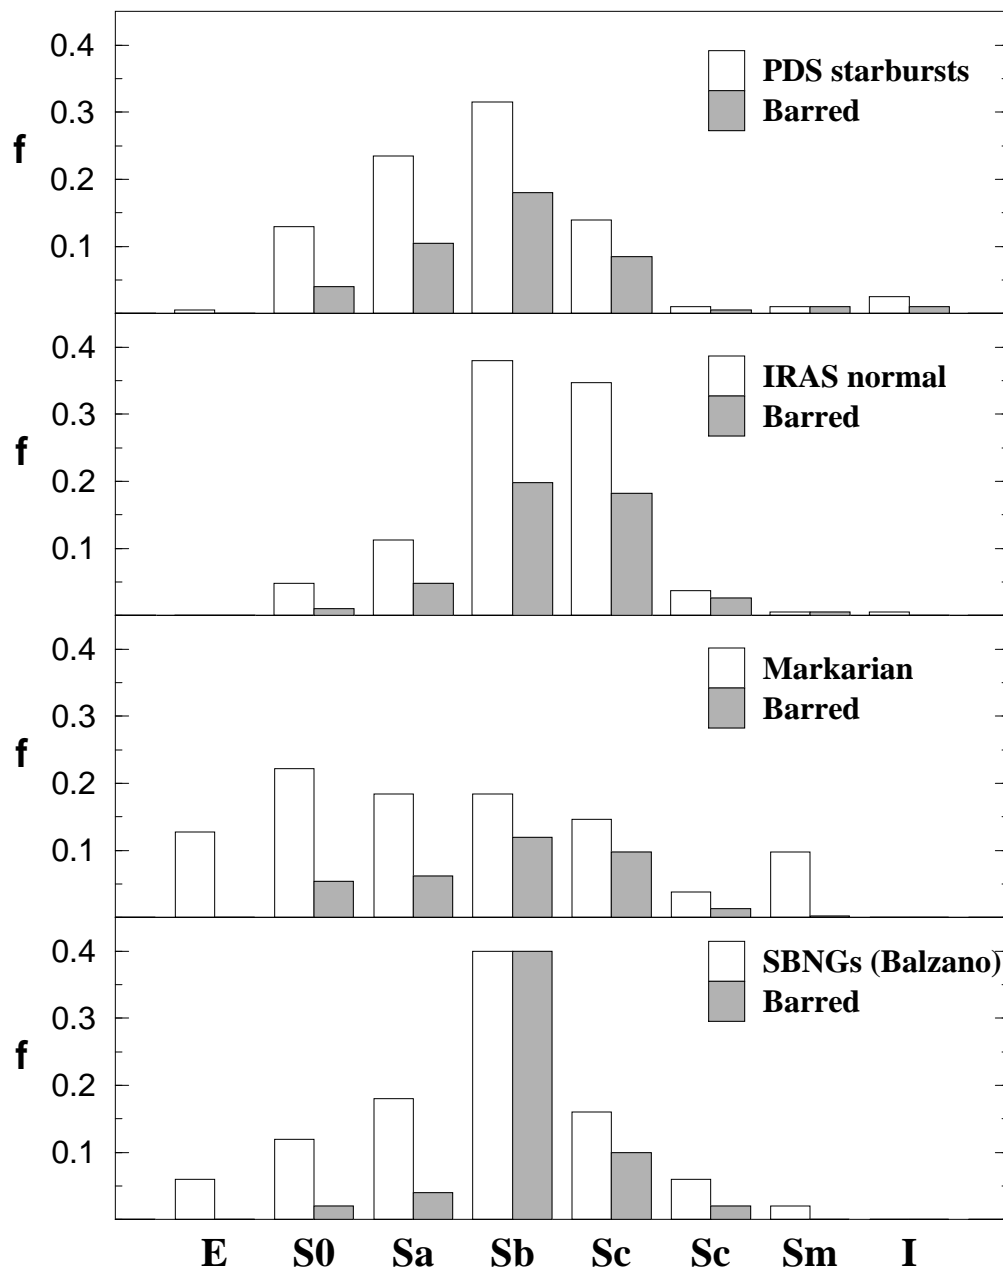 0.4
PDS starbursts
0.3
Barred
f
0.2
0.1
0.4
IRAS normal
0.3
Barred
f
0.2
0.1
0.4
Markarian
0.3
Barred
f
0.2
0.1
0.4
SBNGs (Balzano)
0.3
Barred
f
0.2
0.1
E S0 Sa Sb Sc Sc Sm I